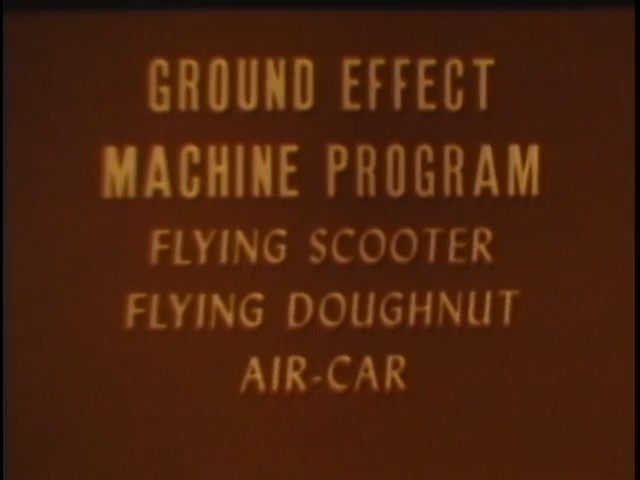 GROUND EFFECT
MACHINE PROGRAM
FLYING SCOOTER
FLYING DOUGHNUT
AIR-CAR